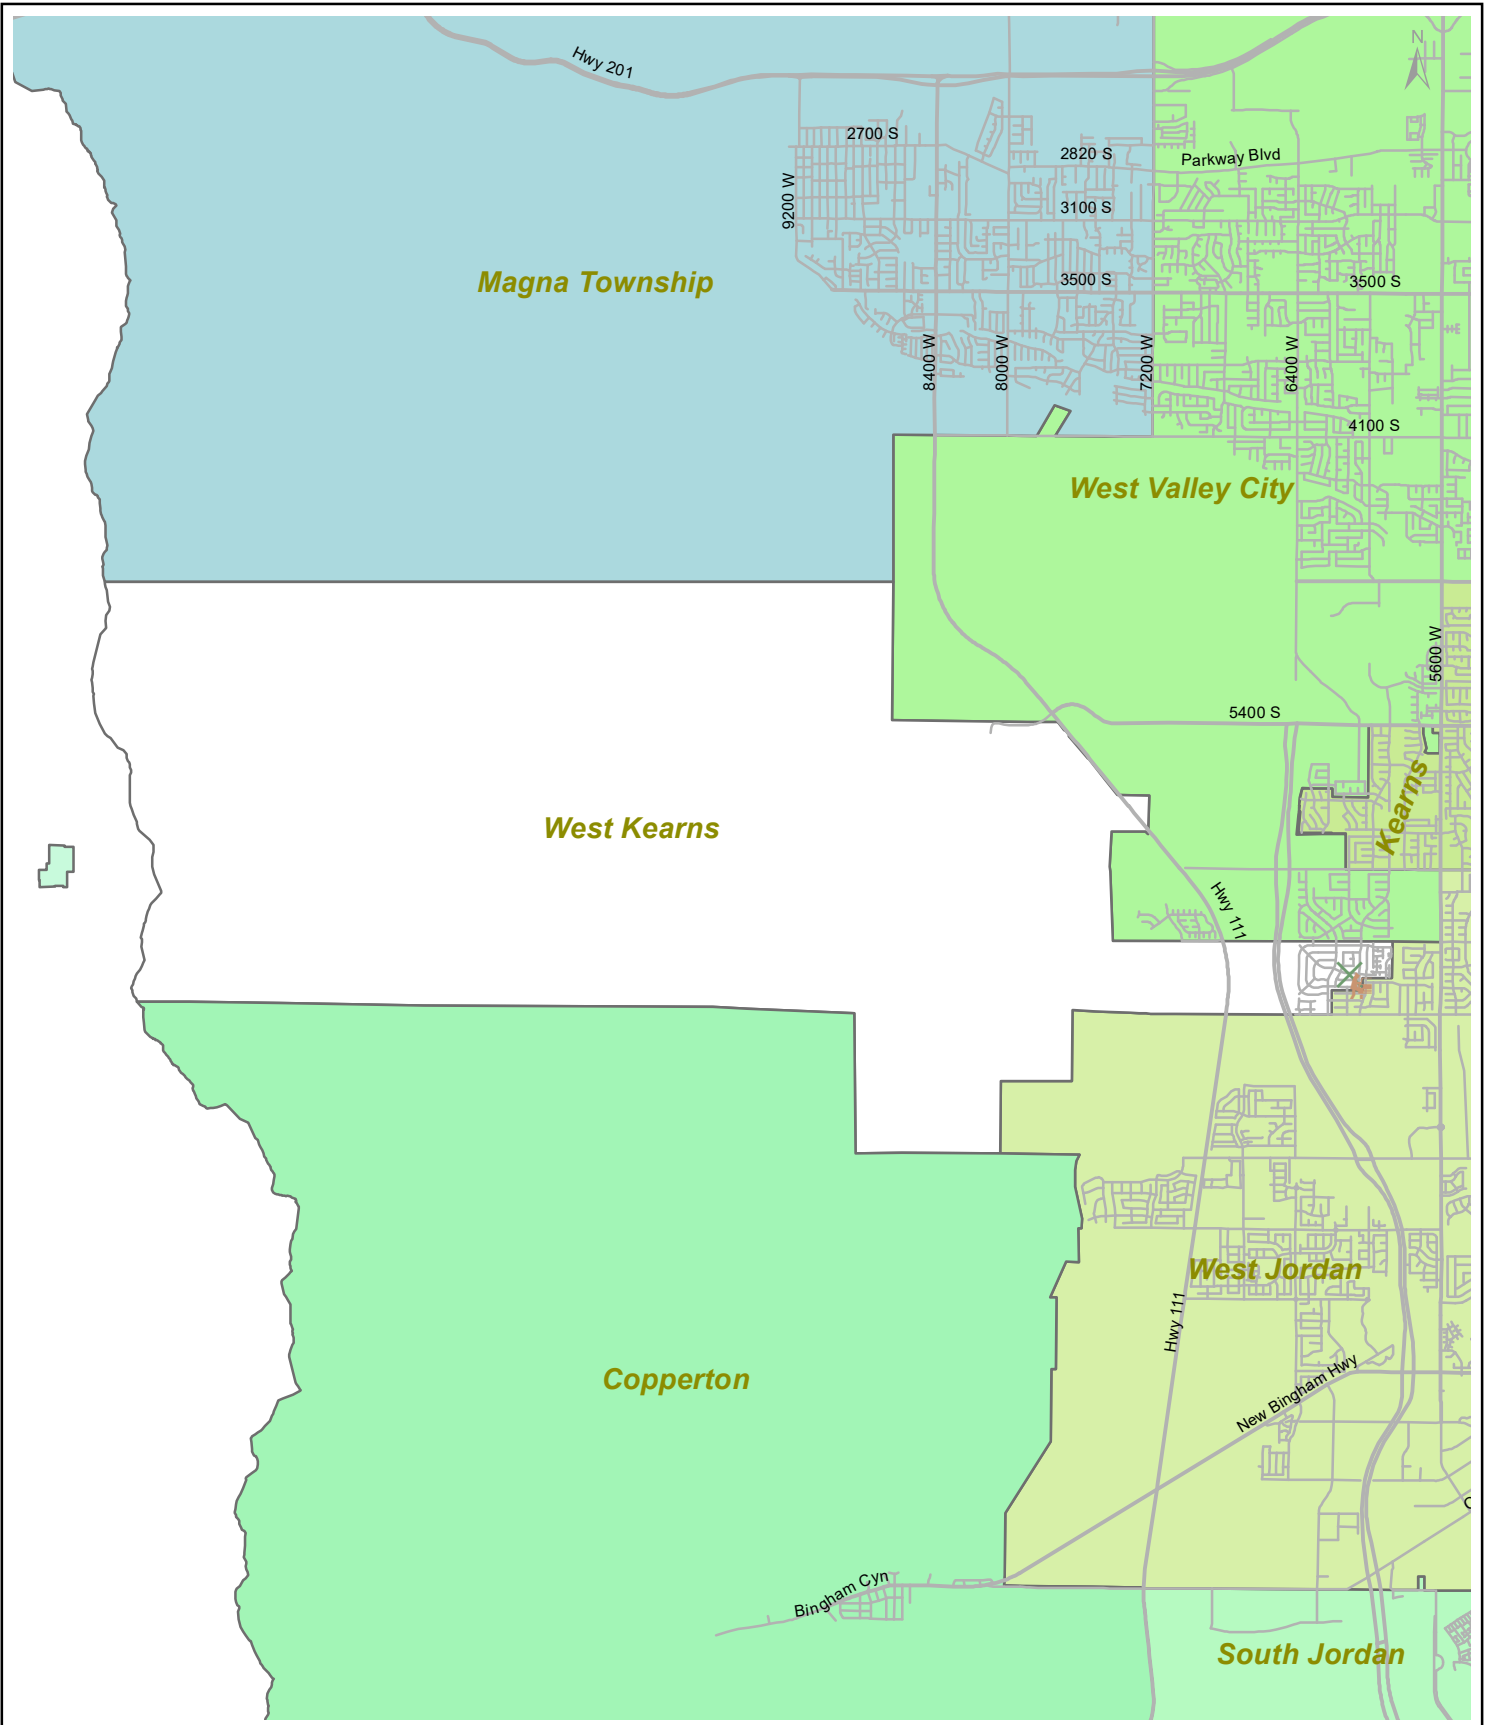 N
Hwy 201
2700 S
2820 S
Parkway Blvd
9200 W
3100 S
Magna Township
3500 S
3500 S
8400 W
8000 W
7200 W
6400 W
4100 S
West Valley City
5600 W
5400 S
West Kearns
Kearns
Hwy 111
West Jordan
Hwy 111
Copperton
New Bingham Hwy
Bingham Cyn
South Jordan